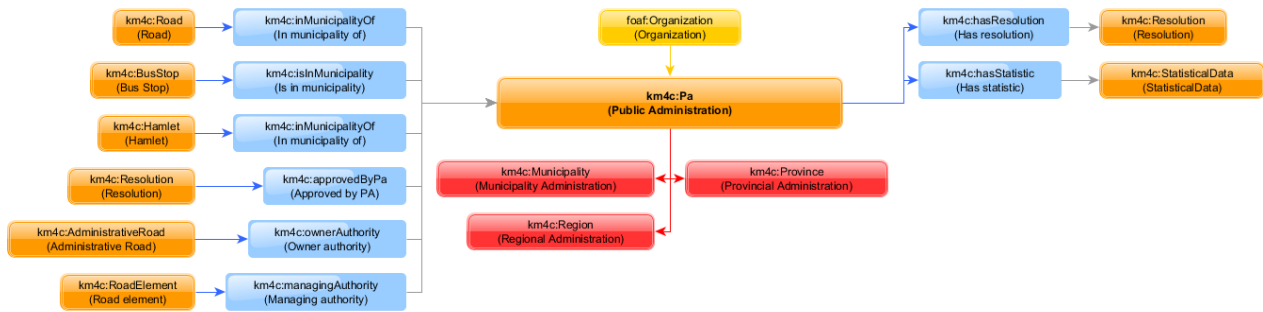 km4c:Road
(Road)
km4c:inMunicipalityOf
(In municipality of)
foaf:Organization
(Organization)
km4c:hasResolution
(Has resolution)
km4c:Resolution
(Resolution)
km4c:BusStop
(Bus Stop)
km4c:isInMunicipality
(Is in municipality)
km4c:hasStatistic
(Has statistic)
km4c:StatisticalData
(StatisticalData)
km4c:Pa
(Public Administration)
km4c:Hamlet
(Hamlet)
km4c:inMunicipalityOf
(In municipality of)
km4c:Resolution
(Resolution)
km4c:approvedByPa
(Approved by PA)
km4c:Municipality
(Municipality Administration)
km4c:Province
(Provincial Administration)
km4c:AdministrativeRoad
(Administrative Road)
km4c:ownerAuthority
(Owner authority)
km4c:Region
(Regional Administration)
km4c:RoadElement
(Road element)
km4c:managingAuthority
(Managing authority)